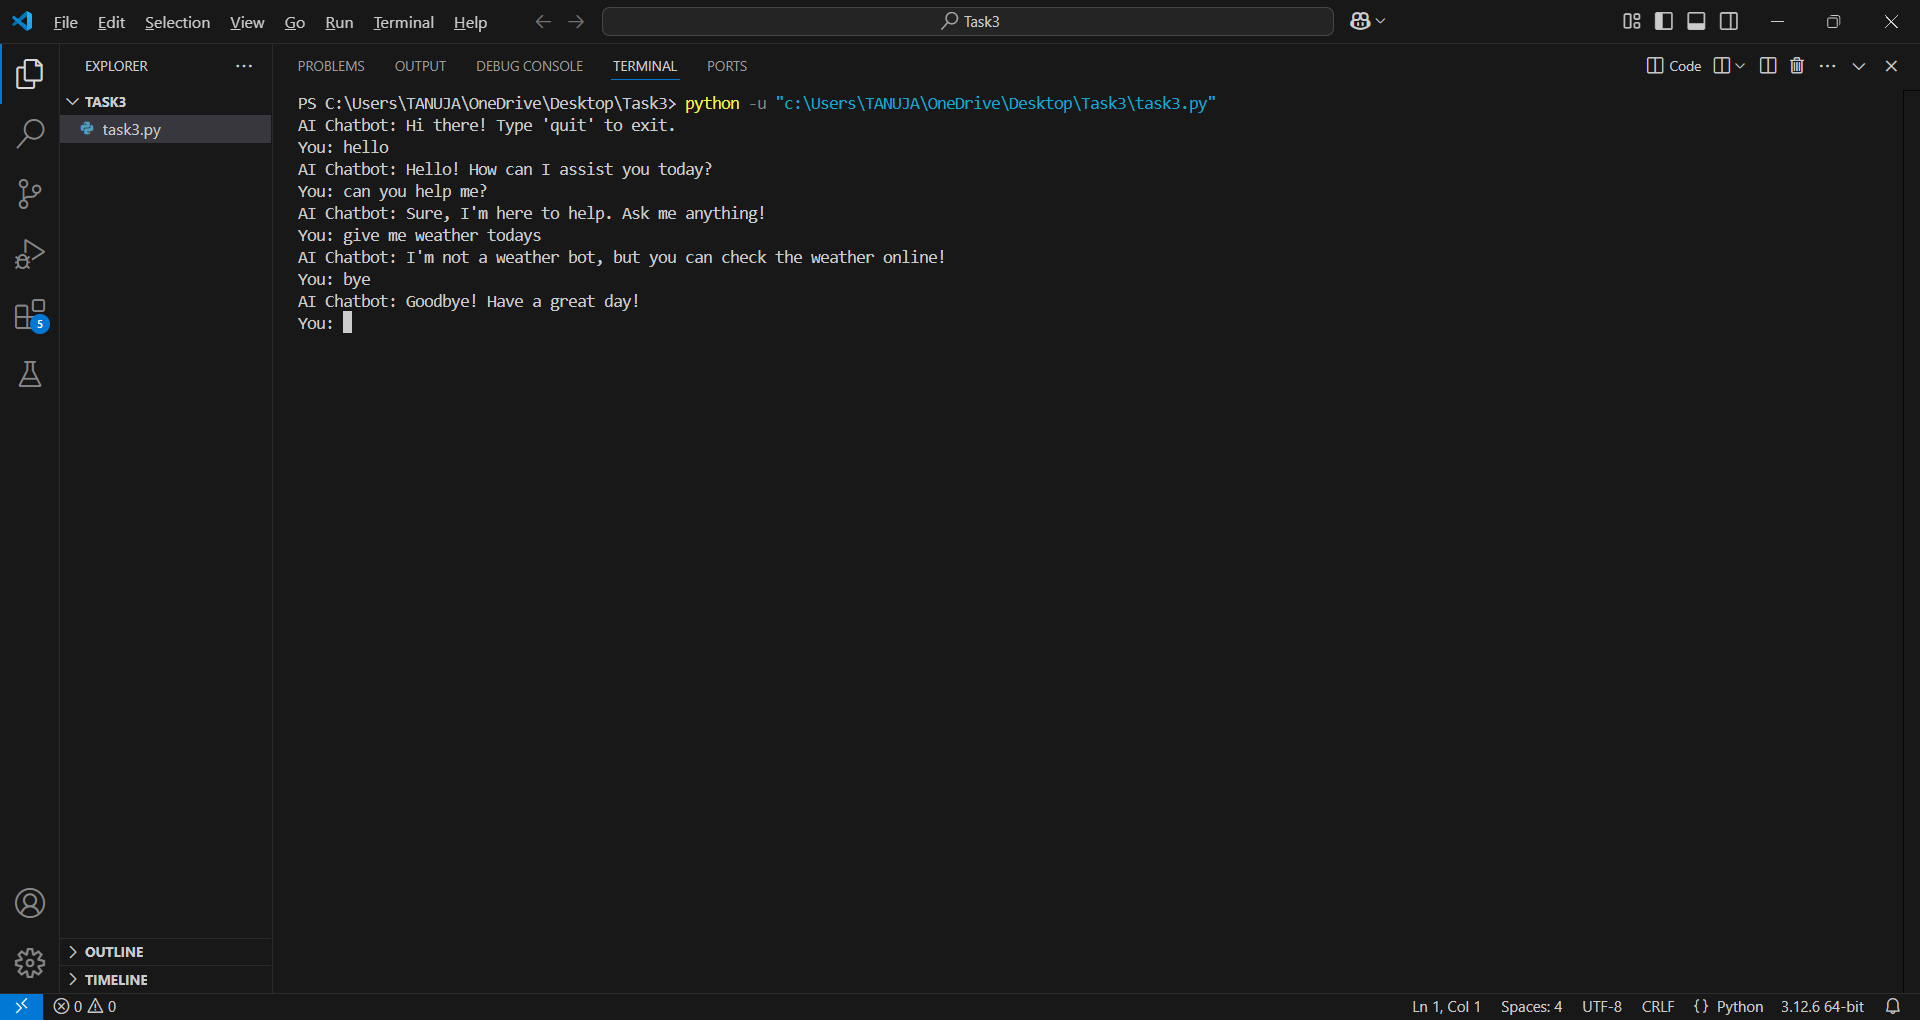 File Edit Selection View Go Run Terminal Help
Task3
EXPLORER
TASK3
task3.py
PROBLEMS OUTPUT DEBUG CONSOLE TERMINAL PORTS
Code
PS C:\Users\TANUJA\OneDrive\Desktop\Task3> python -u "c:\Users\TANUJA\OneDrive\Desktop\Task3\task3.py"
AI Chatbot: Hi there! Type 'quit' to exit.
You: hello
AI Chatbot: Hello! How can I assist you today?
You: can you help me?
AI Chatbot: Sure, I'm here to help. Ask me anything!
You: give me weather todays
AI Chatbot: I'm not a weather bot, but you can check the weather online!
You: bye
AI Chatbot: Goodbye! Have a great day!
You:
5
OUTLINE
TIMELINE
0 0
Ln 1, Col 1 Spaces: 4 UTF-8 CRLF {} Python 3.12.6 64-bit